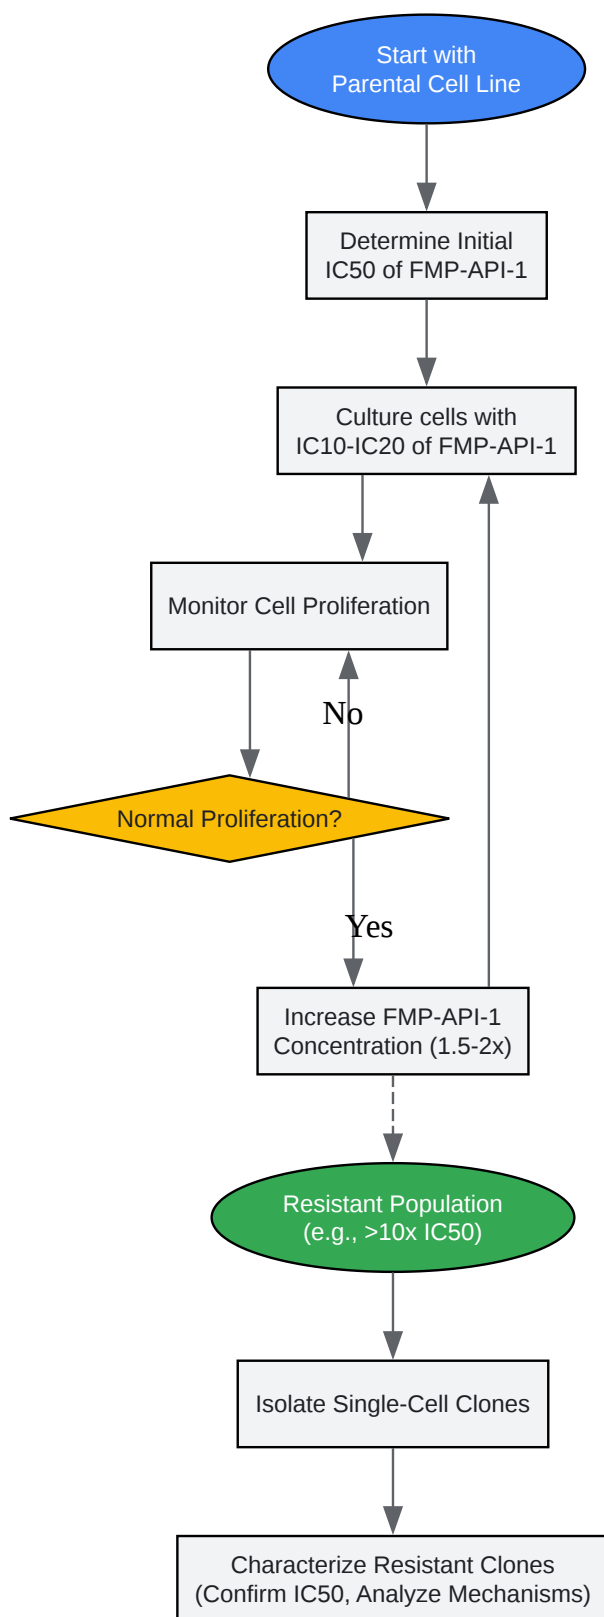 Start with
Parental Cell Line
Determine Initial
IC50 of FMP-API-1
Culture cells with
IC10-IC20 of FMP-API-1
Monitor Cell Proliferation
No
Normal Proliferation?
Yes
Increase FMP-API-1
Concentration (1.5-2x)
Resistant Population
(e.g., >10x IC50)
Isolate Single-Cell Clones
Characterize Resistant Clones
(Confirm IC50, Analyze Mechanisms)